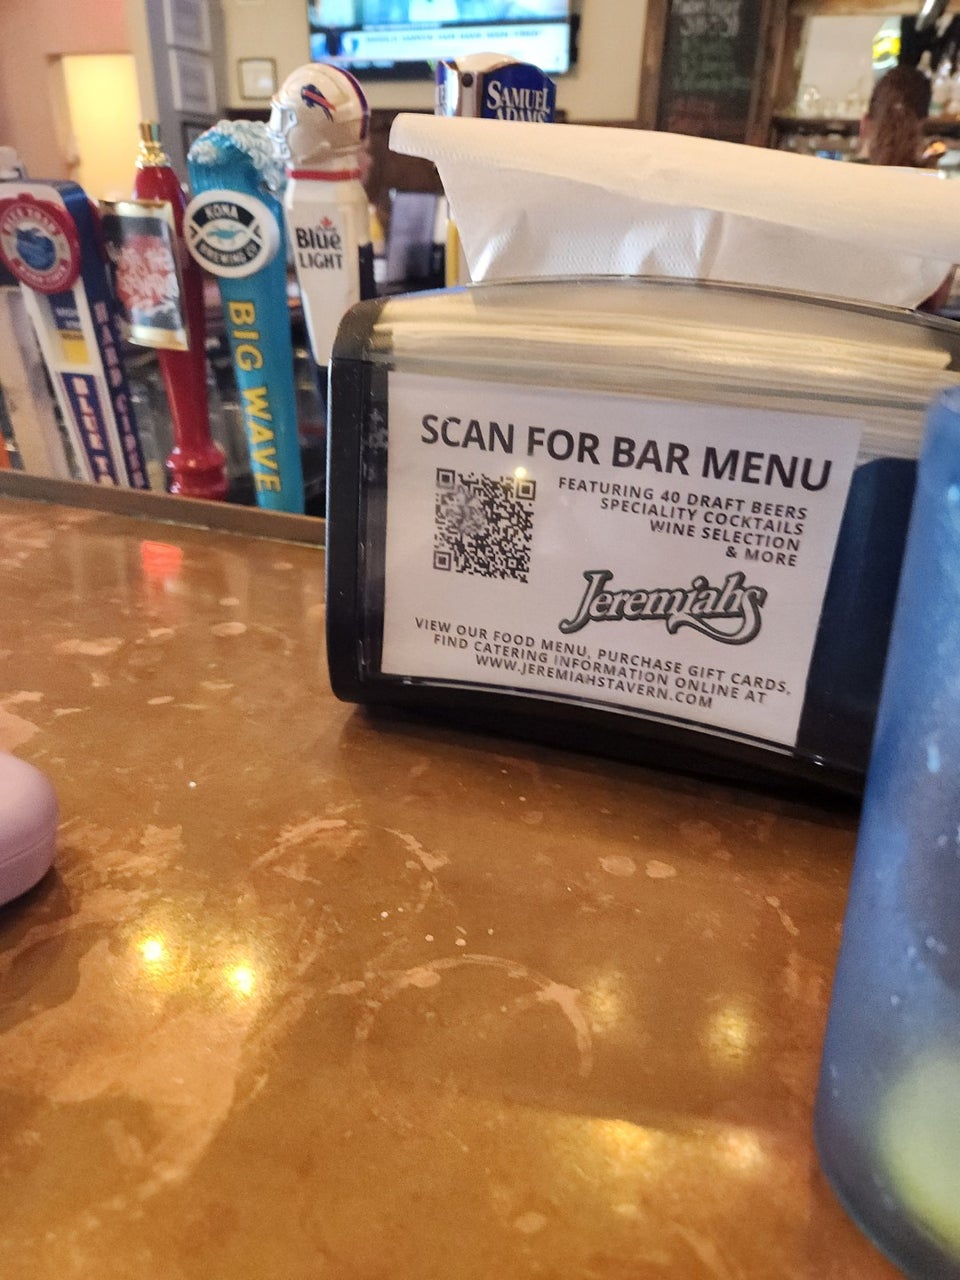 SAMUEL
ADAMS
KONA
BREWING CO
BIG WAVE
Blue
LIGHT
HARD CIDER
SCAN FOR BAR MENU
FEATURING 40 DRAFT BEERS
SPECIALITY COCKTAILS
WINE SELECTION
& MORE
Jeremiahs
VIEW OUR FOOD MENU, PURCHASE GIFT CARDS,
FIND CATERING INFORMATION ONLINE AT
WWW.JEREMIAHSTAVERN.COM